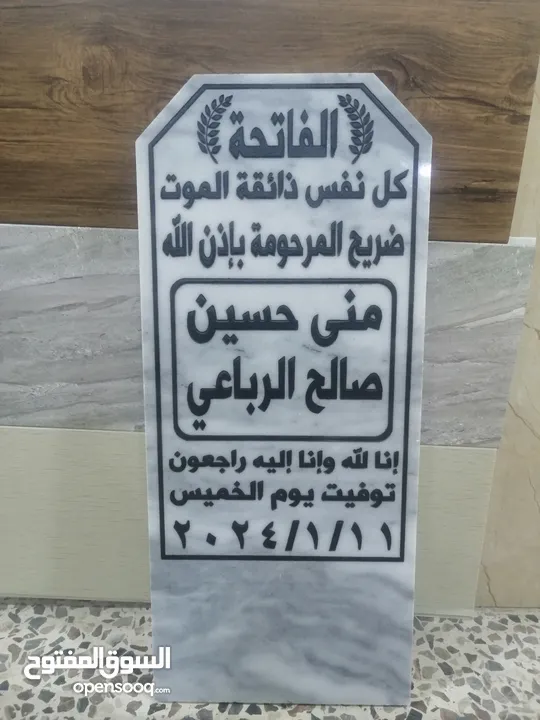 الفاتحة
كل نفس ذائقة الموت
ضريح المرحومة بإذن الله
منى حسين
صالح الرباعي
إنا لله وإنا إليه راجعون
توفيت يوم الخميس
٢٠٢٤/١/١١
السوق المفتوح
opensooq.com